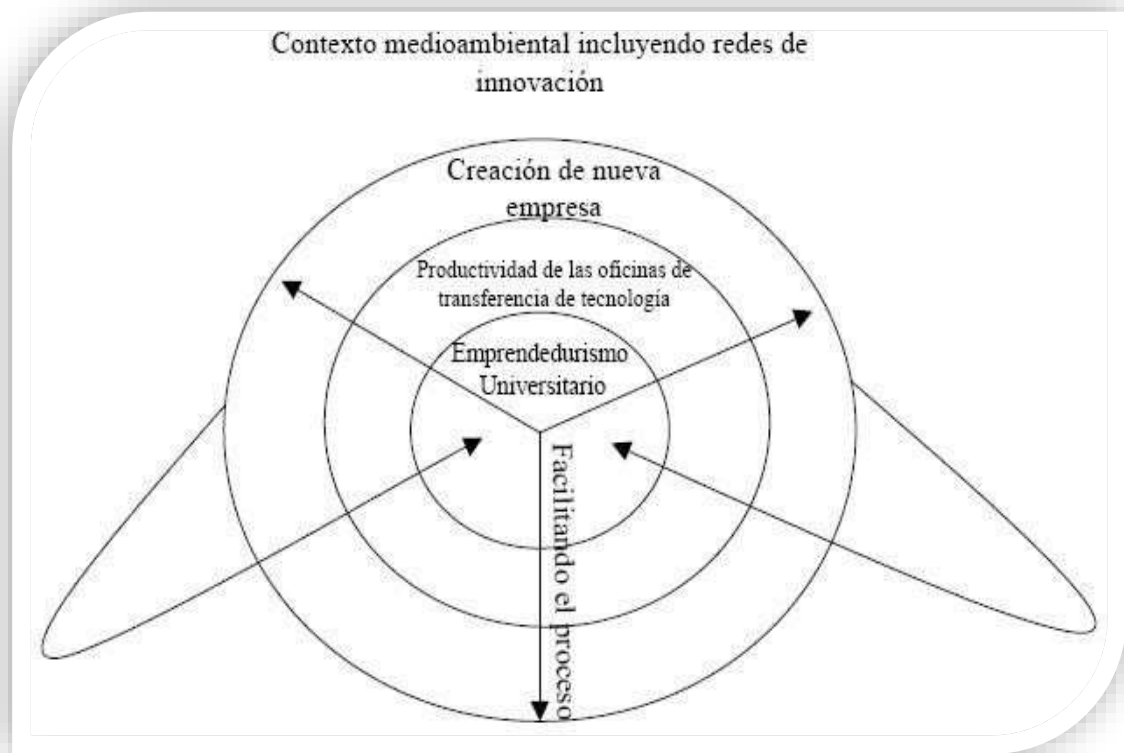 Contexto medioambiental incluyendo redes de
innovación
Creación de nueva
empresa
Productividad de las oficinas de
transferencia de tecnología
Emprendedurismo
Universitario
Facilitando el proceso